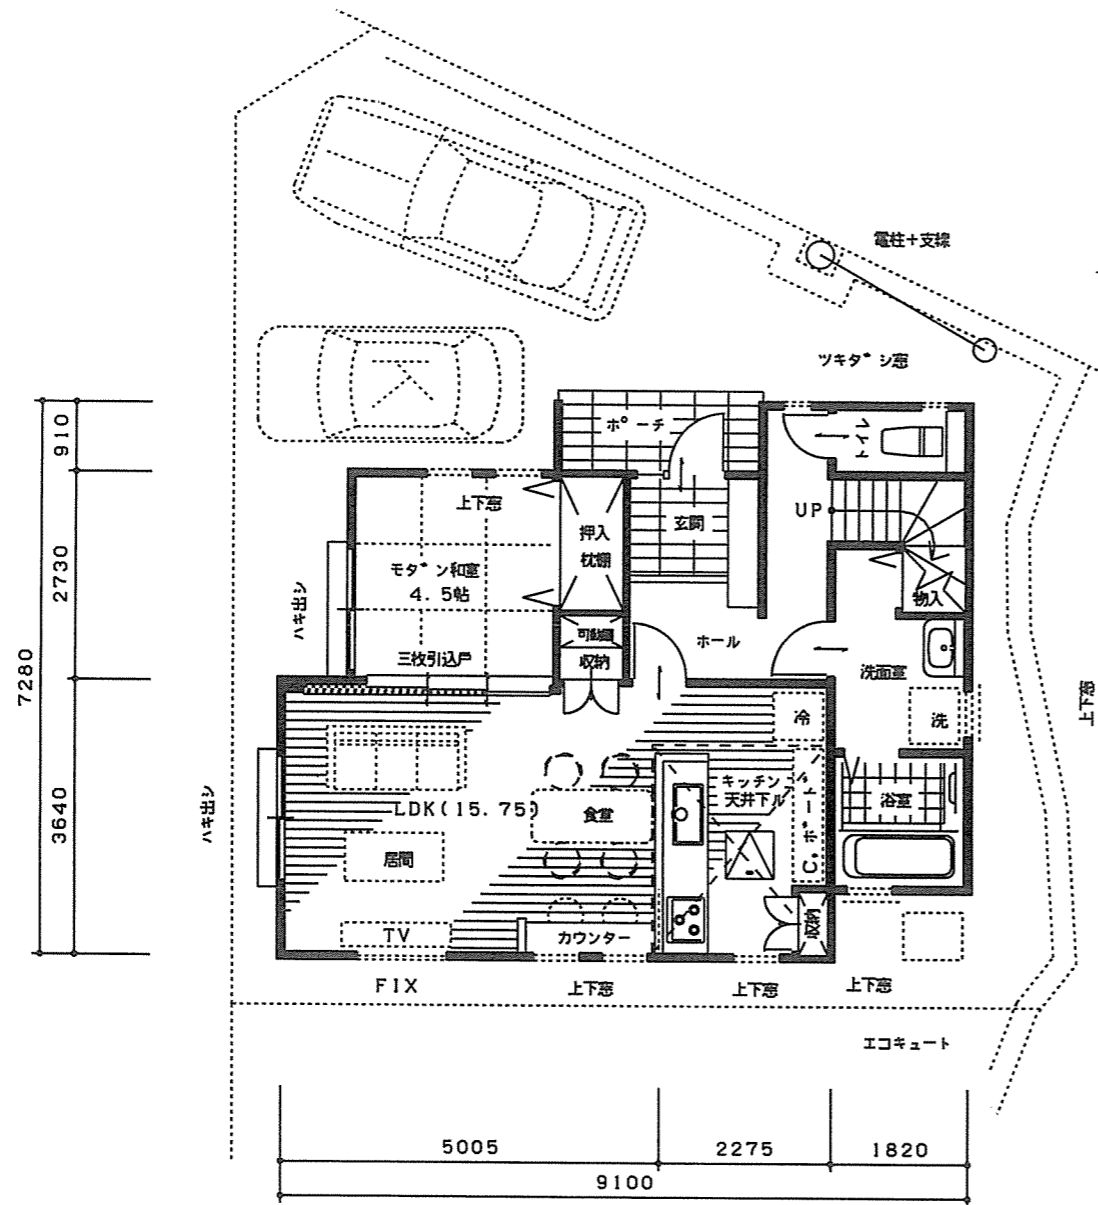 電柱+支線
ツキダシ窓
ポーチ
トイレ
910
上下窓
UP
玄関
押入
枕棚
モダン和室
4.5帖
2730
ハキ出シ
物入
可動棚
ホール
収納
三枚引込戸
洗面室
7280
冷
洗
上下窓
キッチン
天井下ル
LDK(15.75)
食堂
浴室
C.ボート
3640
ハキ出シ
居間
収納
TV
カウンター
FIX
上下窓
上下窓
上下窓
エコキュート
5005
2275
1820
9100